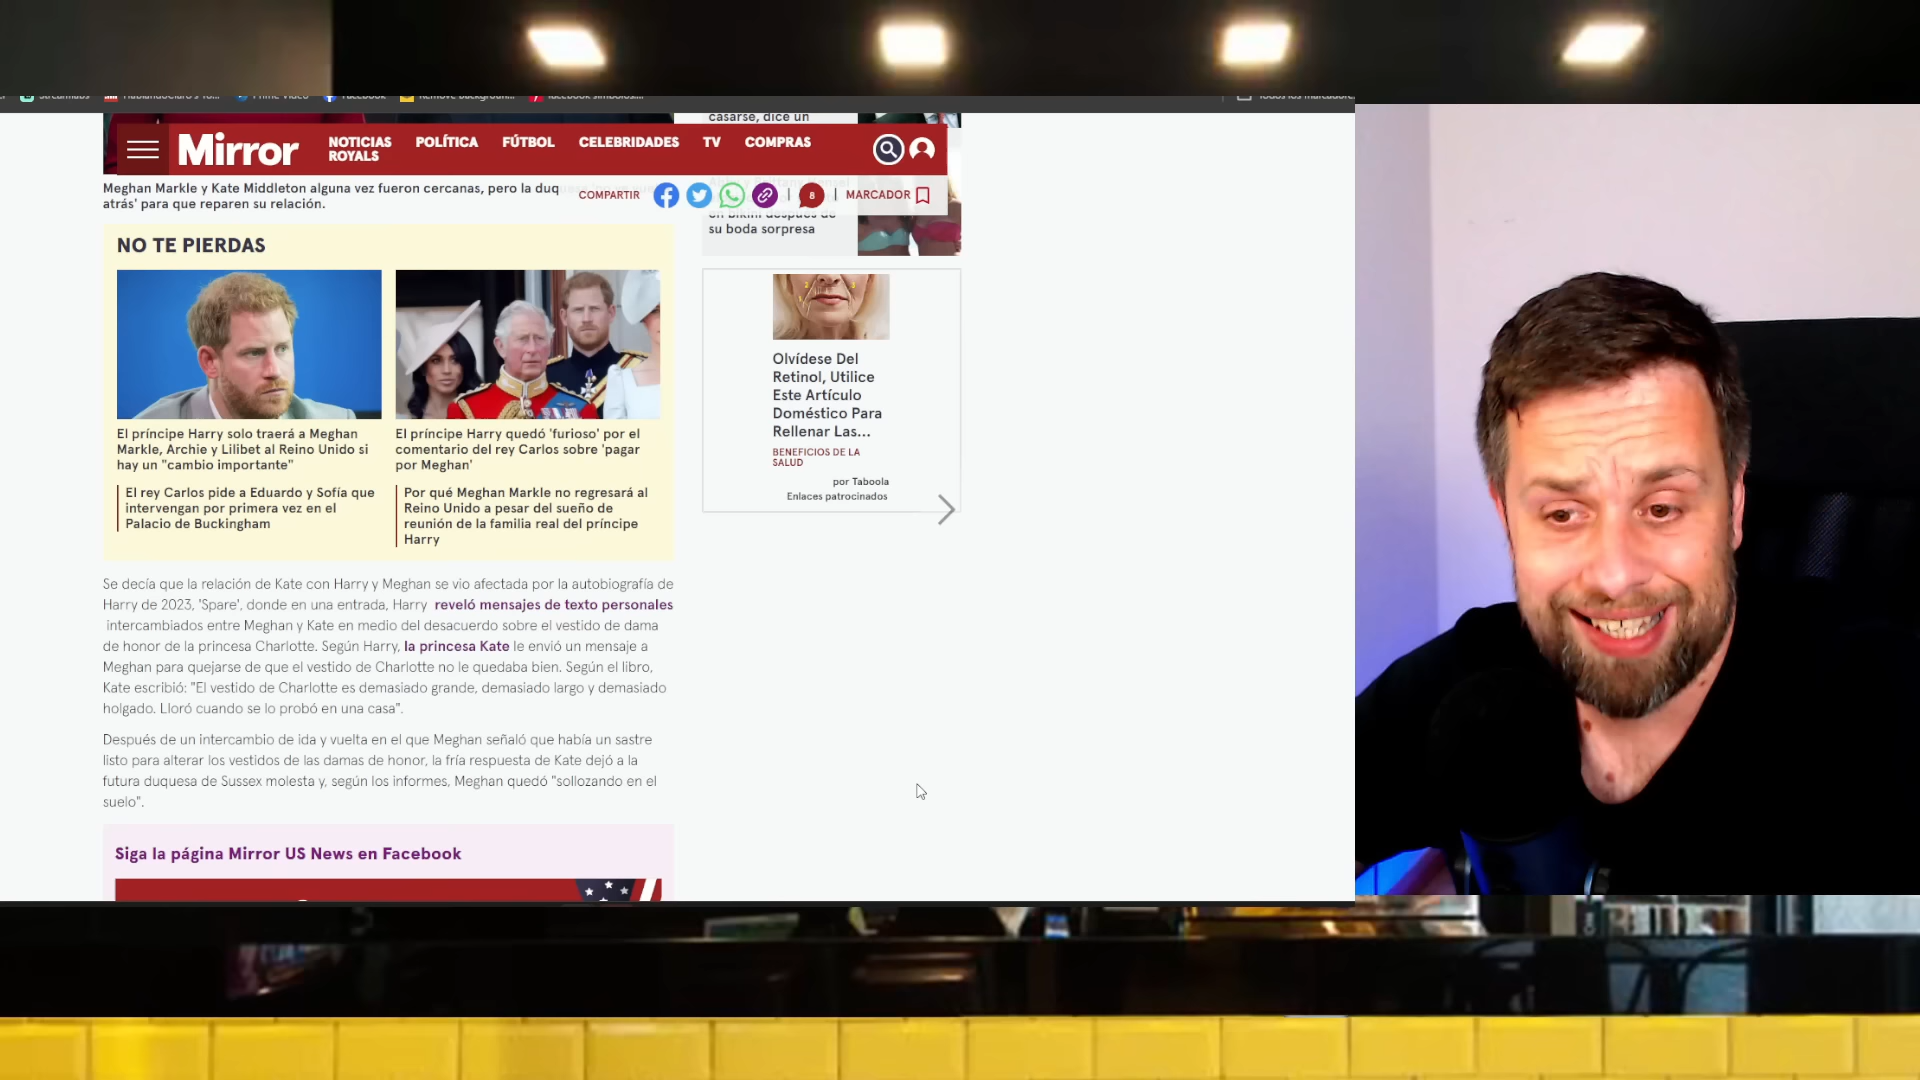 Streamlabs
Prime Video
Facebook
Mirror
NOTICIAS
ROYALS
POLÍTICA
FÚTBOL
CELEBRIDADES
TV
COMPRAS
Meghan Markle y Kate Middleton alguna vez fueron cercanas, pero la duq
atrás' para que reparen su relación.
COMPARTIR
8
MARCADOR
NO TE PIERDAS
El príncipe Harry solo traerá a Meghan
Markle, Archie y Lilibet al Reino Unido si
hay un "cambio importante"
El rey Carlos pide a Eduardo y Sofía que
intervengan por primera vez en el
Palacio de Buckingham
El príncipe Harry quedó 'furioso' por el
comentario del rey Carlos sobre 'pagar
por Meghan'
Por qué Meghan Markle no regresará al
Reino Unido a pesar del sueño de
reunión de la familia real del príncipe
Harry
Se decía que la relación de Kate con Harry y Meghan se vio afectada por la autobiografía de
Harry de 2023, 'Spare', donde en una entrada, Harry reveló mensajes de texto personales
intercambiados entre Meghan y Kate en medio del desacuerdo sobre el vestido de dama
de honor de la princesa Charlotte. Según Harry, la princesa Kate le envió un mensaje a
Meghan para quejarse de que el vestido de Charlotte no le quedaba bien. Según el libro,
Kate escribió: "El vestido de Charlotte es demasiado grande, demasiado largo y demasiado
holgado. Lloró cuando se lo probó en una casa".
Después de un intercambio de ida y vuelta en el que Meghan señaló que había un sastre
listo para alterar los vestidos de las damas de honor, la fría respuesta de Kate dejó a la
futura duquesa de Sussex molesta y, según los informes, Meghan quedó "sollozando en el
suelo".
Siga la página Mirror US News en Facebook
casarse, dice un
en bikini después de
su boda sorpresa
Olvídese Del
Retinol, Utilice
Este Artículo
Doméstico Para
Rellenar Las...
BENEFICIOS DE LA
SALUD
por Taboola
Enlaces patrocinados